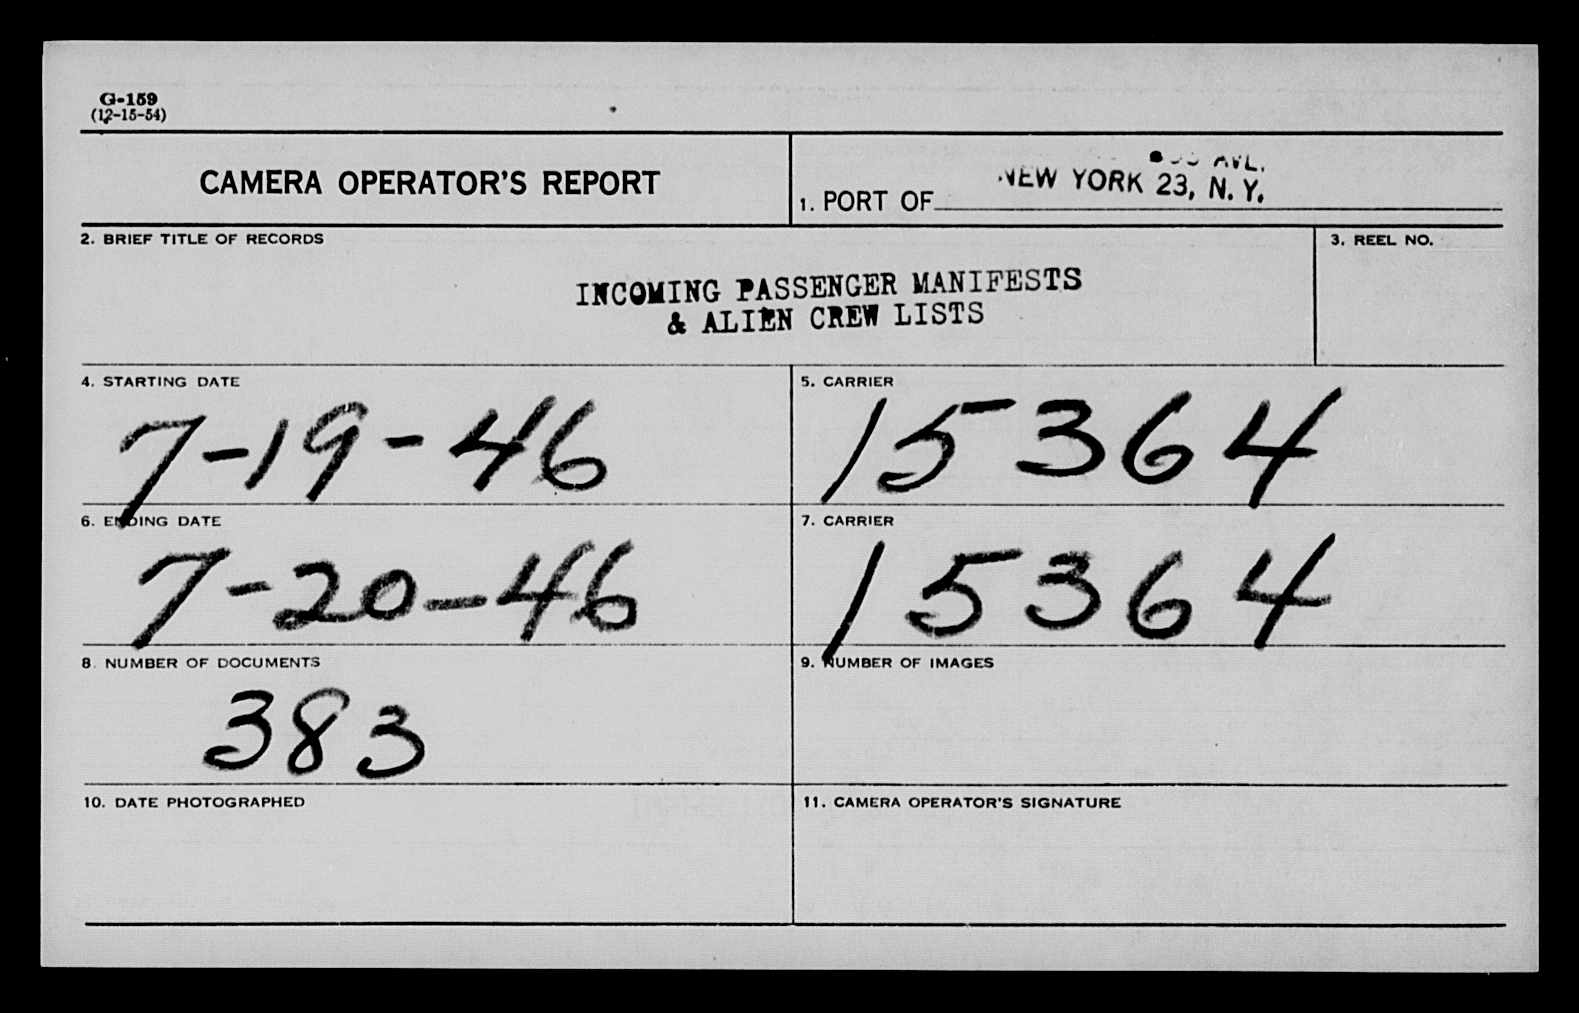 G-159
(12-15-54)
CAMERA OPERATOR'S REPORT
AVE.
NEW YORK 23, N. Y.
1. PORT OF
2. BRIEF TITLE OF RECORDS
3. REEL NO.
INCOMING PASSENGER MANIFESTS
& ALIEN CREW LISTS
4. STARTING DATE
7-19-46
5. CARRIER
15364
6. ENDING DATE
7-20-46
7. CARRIER
15364
8. NUMBER OF DOCUMENTS
383
9. NUMBER OF IMAGES
10. DATE PHOTOGRAPHED
11. CAMERA OPERATOR'S SIGNATURE